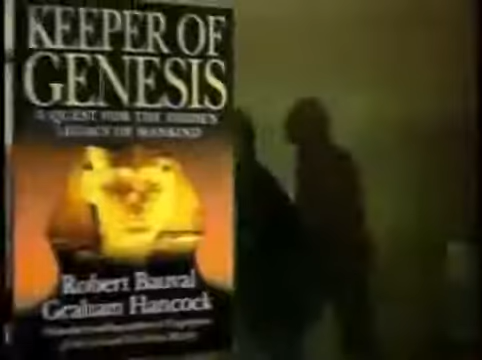 KEEPER OF
GENESIS
A QUEST FOR THE HIDDEN
LEGACY OF MANKIND
Robert Bauval
Graham Hancock